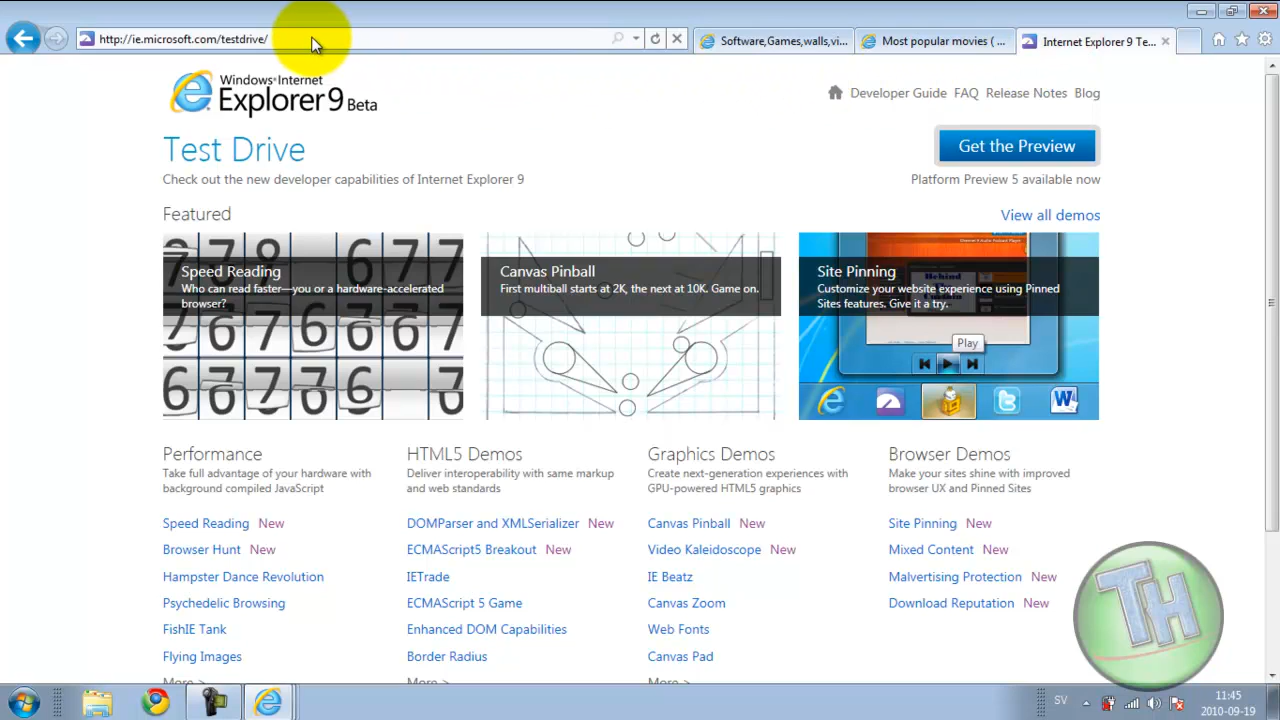 http://ie.microsoft.com/testdrive/
Software,Games,walls,vi...
Most popular movies ( ...
Internet Explorer 9 Te...
Windows Internet
Explorer 9 Beta
Developer Guide FAQ Release Notes Blog
Test Drive
Get the Preview
Check out the new developer capabilities of Internet Explorer 9
Platform Preview 5 available now
Featured
View all demos
Speed Reading
Who can read faster—you or a hardware-accelerated
browser?
Canvas Pinball
First multiball starts at 2K, the next at 10K. Game on.
Site Pinning
Customize your website experience using Pinned
Sites features. Give it a try.
Play
Performance
Take full advantage of your hardware with
background compiled JavaScript
Speed Reading New
Browser Hunt New
Hampster Dance Revolution
Psychedelic Browsing
FishIE Tank
Flying Images
HTML5 Demos
Deliver interoperability with same markup
and web standards
DOMParser and XMLSerializer New
ECMAScript5 Breakout New
IETrade
ECMAScript 5 Game
Enhanced DOM Capabilities
Border Radius
Graphics Demos
Create next-generation experiences with
GPU-powered HTML5 graphics
Canvas Pinball New
Video Kaleidoscope New
IE Beatz
Canvas Zoom
Web Fonts
Canvas Pad
Browser Demos
Make your sites shine with improved
browser UX and Pinned Sites
Site Pinning New
Mixed Content New
Malvertising Protection New
Download Reputation New
TH
SV
11:45
2010-09-19